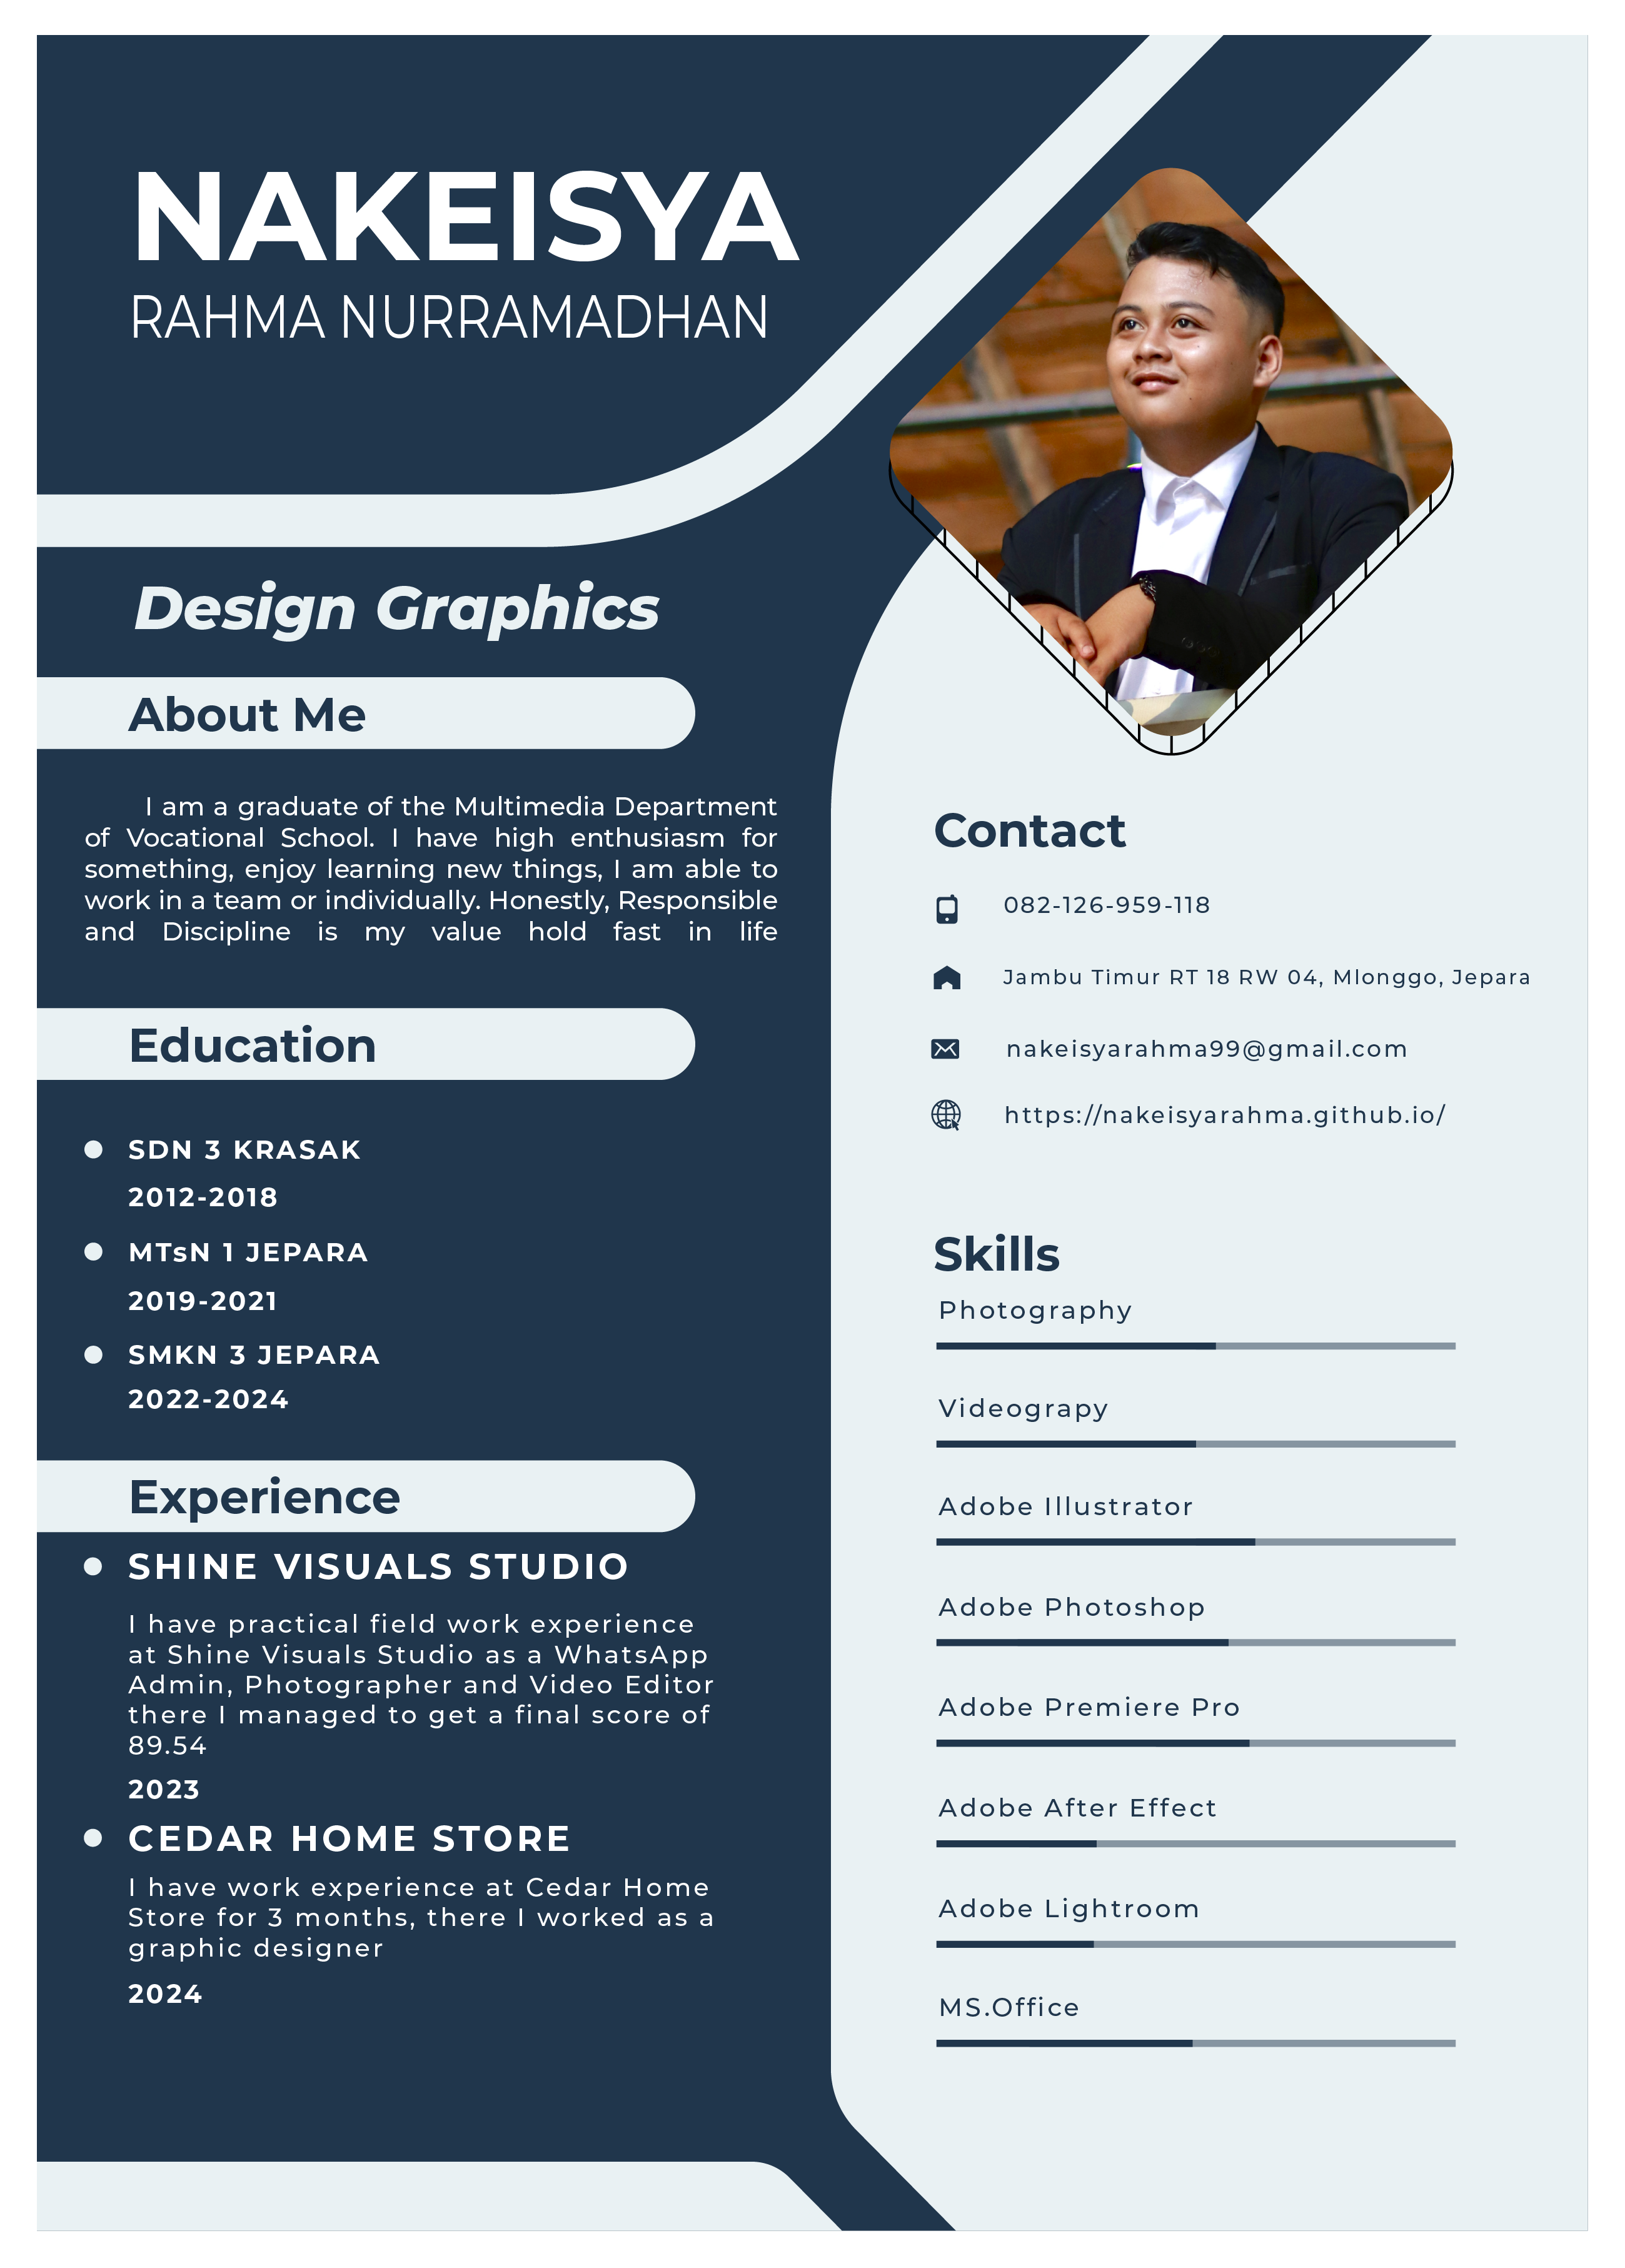 NAKEISYA
RAHMA NURRAMADHAN
Design Graphics
About Me
I am a graduate of the Multimedia Department
of Vocational School. I have high enthusiasm for
something, enjoy learning new things, I am able to
work in a team or individually. Honestly, Responsible
and Discipline is my value hold fast in life
Education
SDN 3 KRASAK
2012-2018
MTsN 1 JEPARA
2019-2021
SMKN 3 JEPARA
2022-2024
Experience
SHINE VISUALS STUDIO
I have practical field work experience
at Shine Visuals Studio as a WhatsApp
Admin, Photographer and Video Editor
there I managed to get a final score of
89.54
2023
CEDAR HOME STORE
I have work experience at Cedar Home
Store for 3 months, there I worked as a
graphic designer
2024
Contact
082-126-959-118
Jambu Timur RT 18 RW 04, Mlonggo, Jepara
nakeisyarahma99@gmail.com
https://nakeisyarahma.github.io/
Skills
Photography
Videograpy
Adobe Illustrator
Adobe Photoshop
Adobe Premiere Pro
Adobe After Effect
Adobe Lightroom
MS.Office